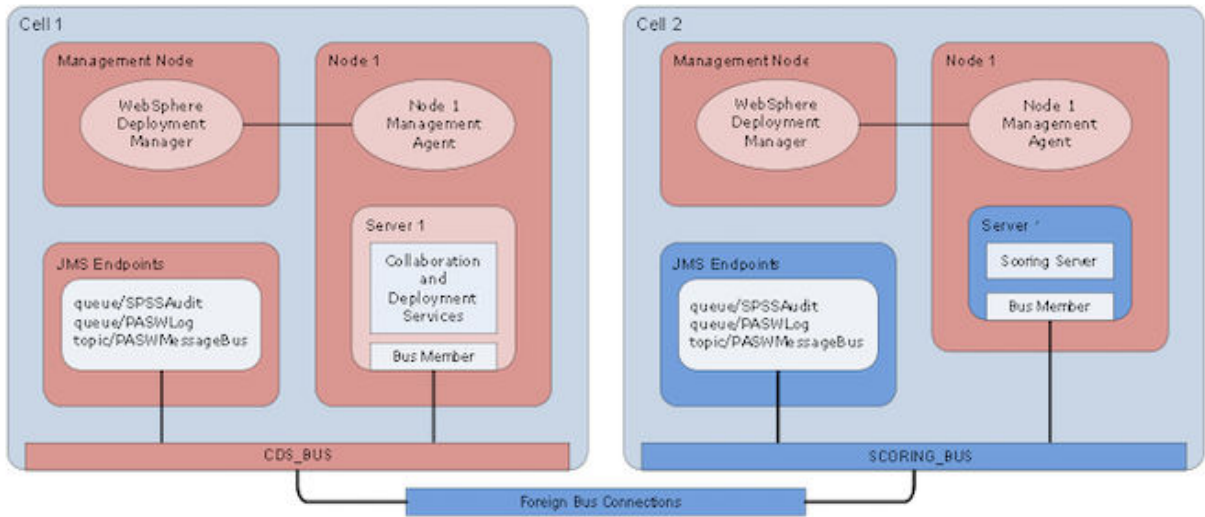 Cell 1
Management Node
WebSphere
Deployment
Manager
Node 1
Node 1
Management
Agent
Server 1
Collaboration
and
Deployment
Services
Bus Member
JMS Endpoints
queue/SPSSAudit
queue/PASWLog
topic/PASWMessageBus
CDS_BUS
Cell 2
Management Node
WebSphere
Deployment
Manager
Node 1
Node 1
Management
Agent
Server
Scoring Server
Bus Member
JMS Endpoints
queue/SPSSAudit
queue/PASWLog
topic/PASWMessageBus
SCORING_BUS
Foreign Bus Connections